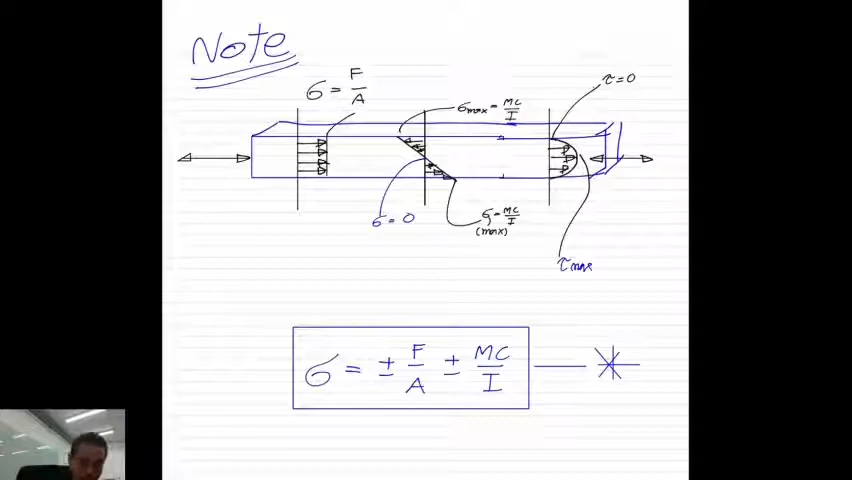 Note
σ = F/A
σmax = MC/I
τ=0
σ = 0
σ = MC/I
(max)
τmax
σ = ± F/A ± MC/I